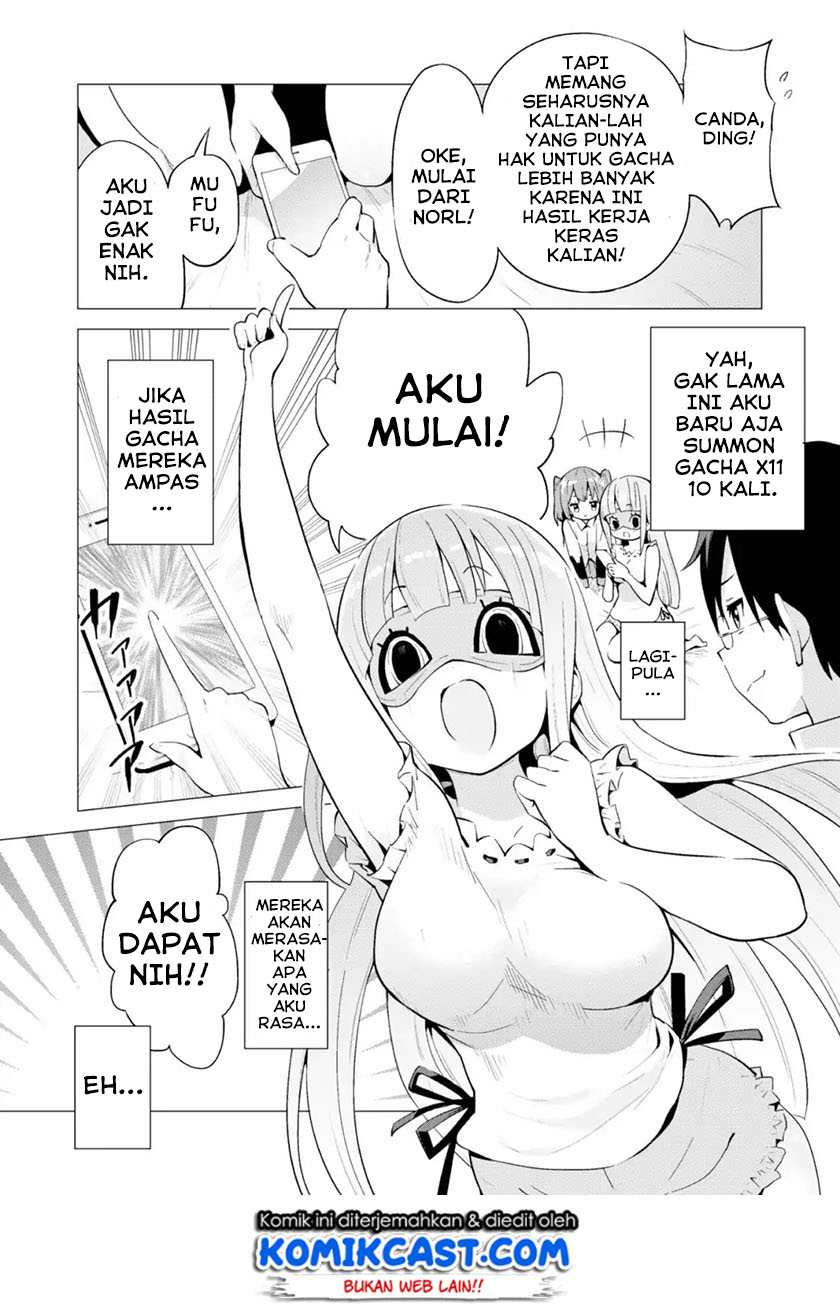 CANDA,
DING!
TAPI
MEMANG
SEHARUSNYA
KALIAN-LAH
YANG PUNYA
HAK UNTUK GACHA
LEBIH BANYAK
KARENA INI
HASIL KERJA
KERAS
KALIAN!
OKE,
MULAI
DARI
NORL!
MU
FU
FU,
AKU
JADI
GAK
ENAK
NIH.
YAH,
GAK LAMA
INI AKU
BARU AJA
SUMMON
GACHA X11
10 KALI.
AKU
MULAI!
LAGI-
PULA
...
JIKA
HASIL
GACHA
MEREKA
AMPAS
...
カァァァァァ
MEREKA
AKAN
MERASA-
KAN
APA
YANG
AKU
RASA...
AKU
DAPAT
NIH!!
EH...
Komik ini diterjemahkan & diedit oleh
KOMIKCAST.COM
BUKAN WEB LAIN!!